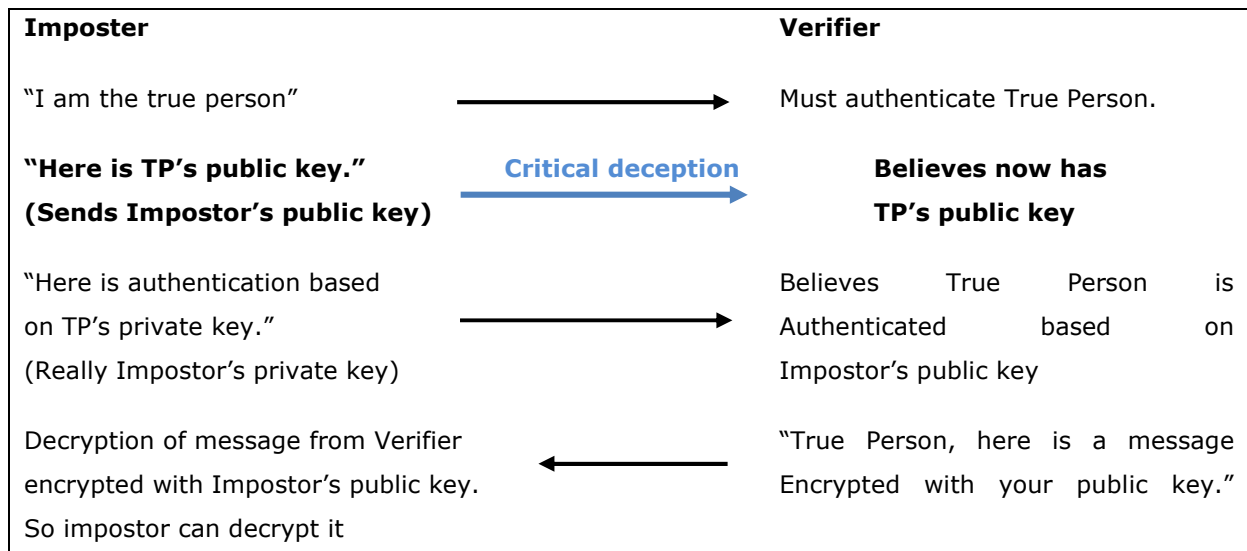 Imposter
Verifier
“I am the true person”
Must authenticate True Person.
“Here is TP’s public key.”
(Sends Impostor’s public key)
Critical deception
Believes now has
TP’s public key
“Here is authentication based
on TP’s private key.”
(Really Impostor’s private key)
Believes True Person is
Authenticated based on
Impostor’s public key
Decryption of message from Verifier
encrypted with Impostor’s public key.
So impostor can decrypt it
“True Person, here is a message
Encrypted with your public key.”